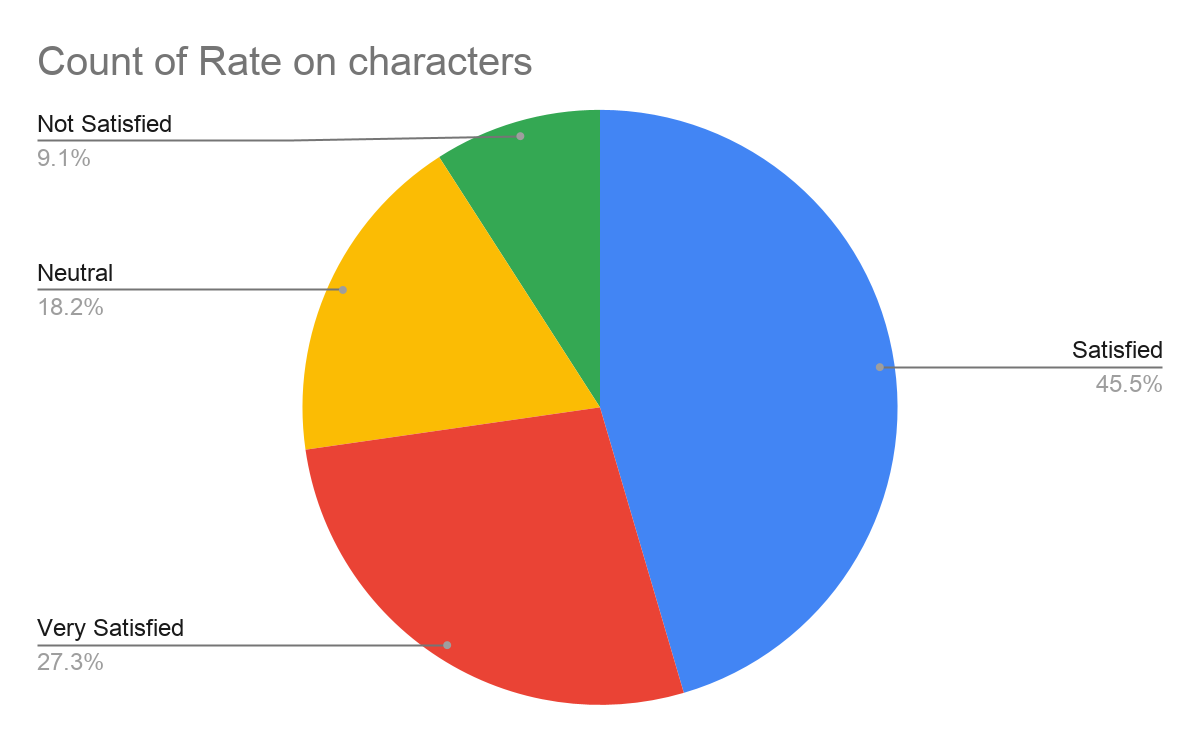 Count of Rate on characters
Not Satisfied
9.1%
Neutral
18.2%
Satisfied
45.5%
Very Satisfied
27.3%